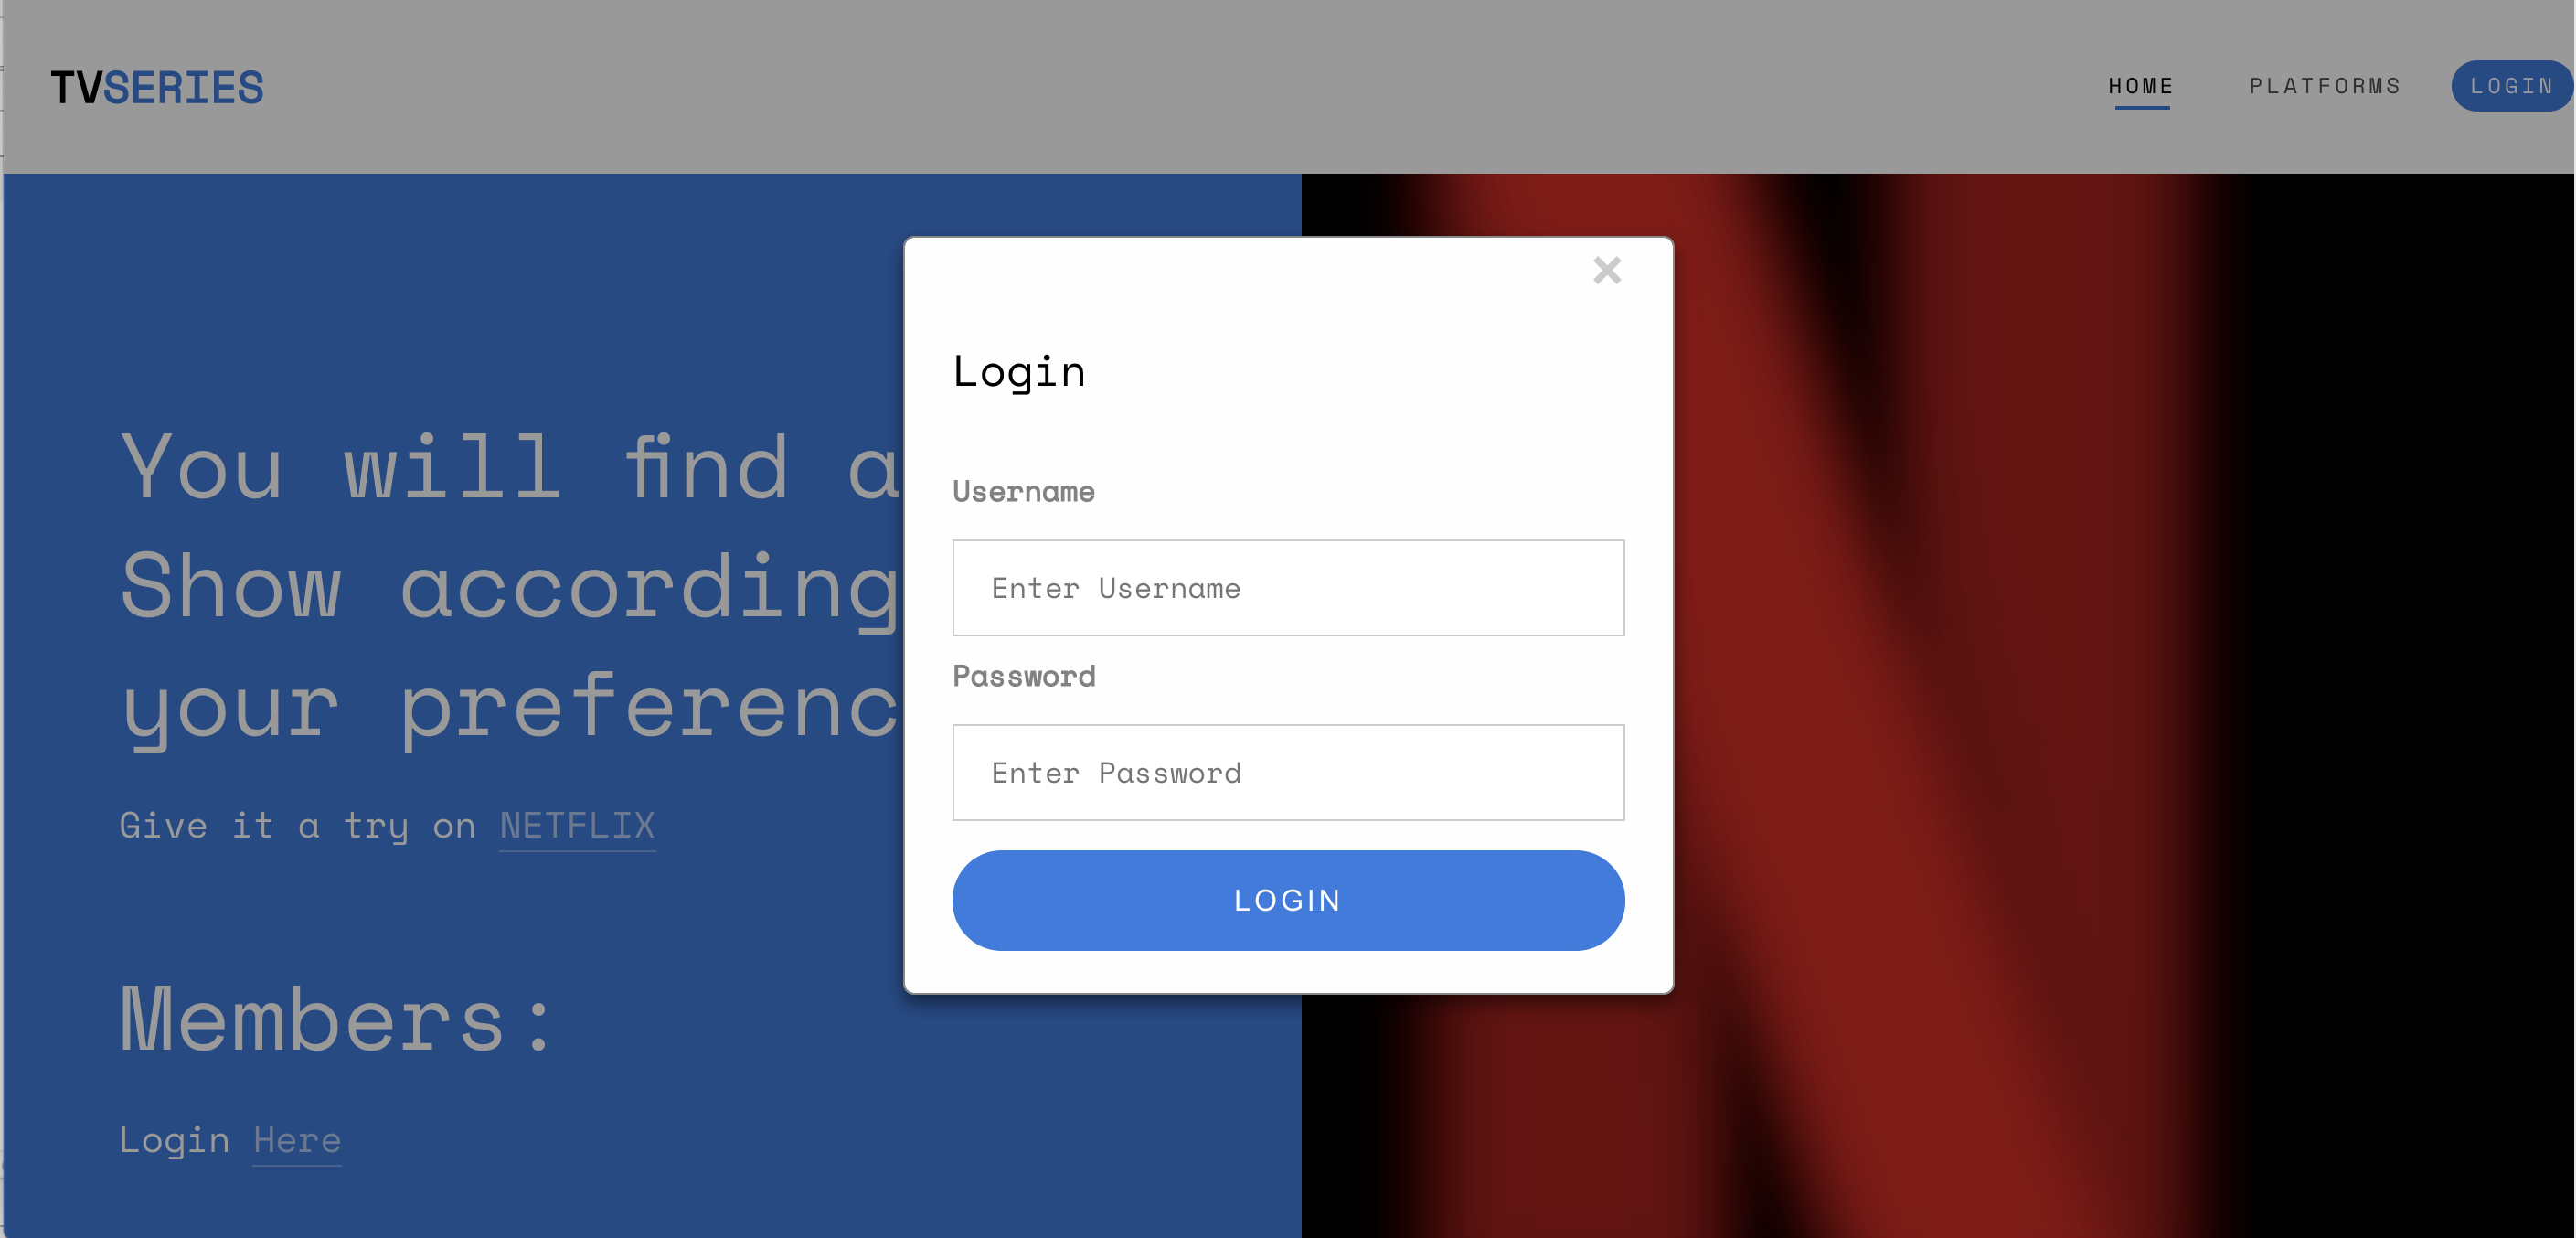 TVSERIES
HOME PLATFORMS LOGIN
You will find a
Show according
your preferenc
Give it a try on NETFLIX
Members:
Login Here
×
Login
Username
Enter Username
Password
Enter Password
LOGIN